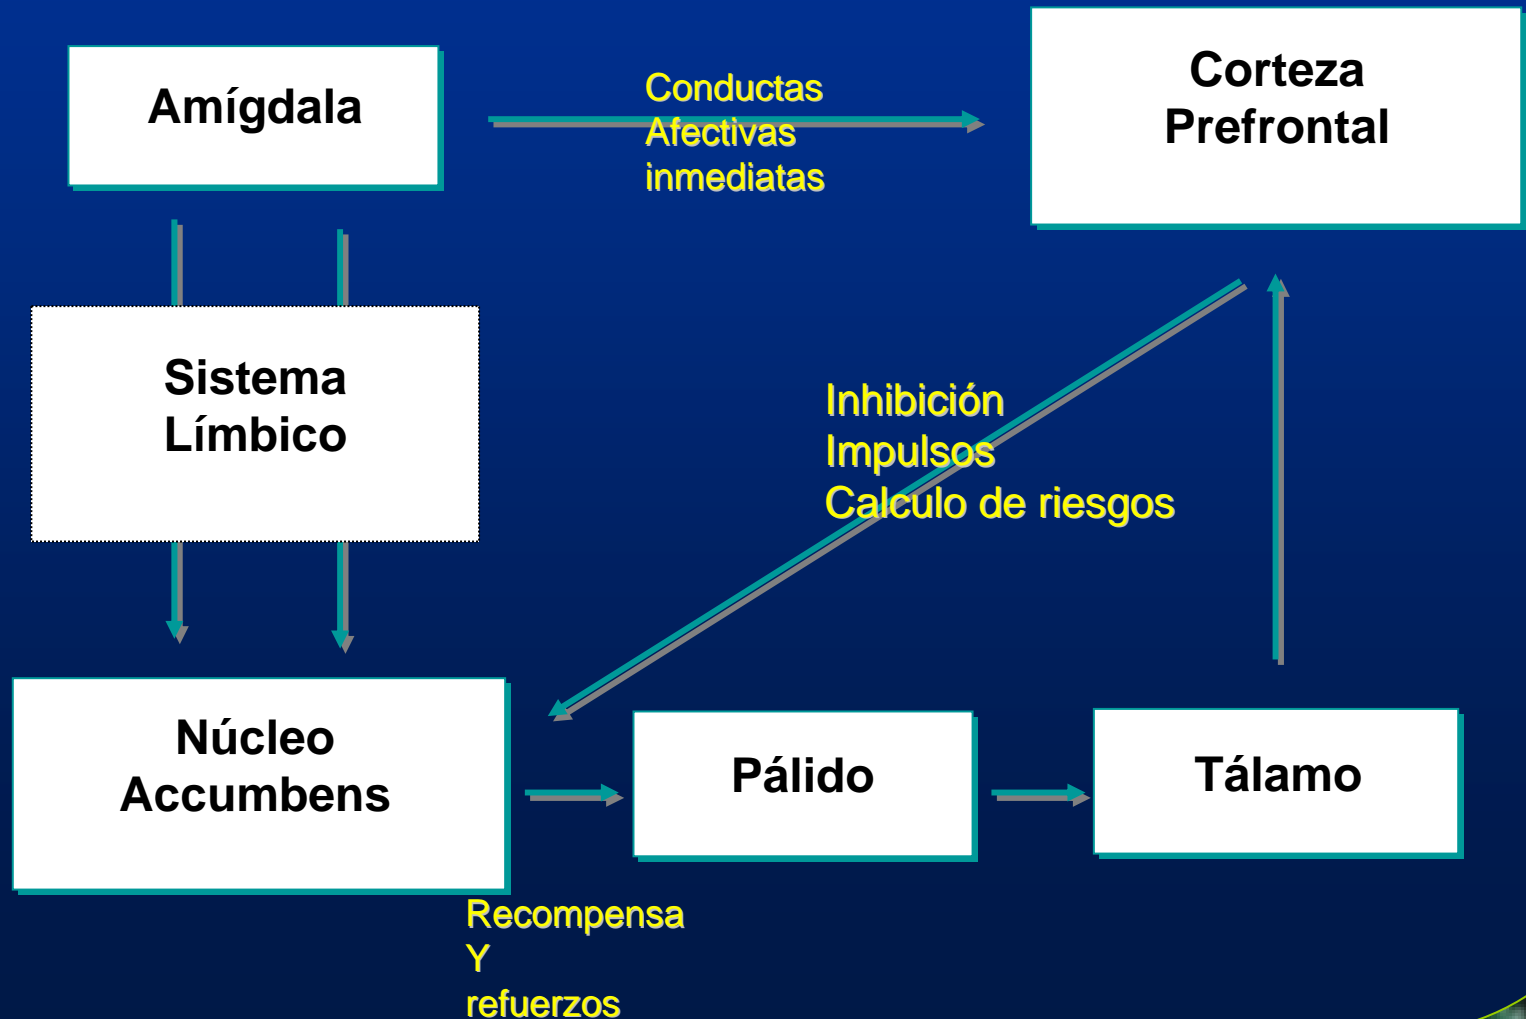 Amígdala
Conductas
Afectivas
inmediatas
Corteza
Prefrontal
Sistema
Límbico
Inhibición
Impulsos
Calculo de riesgos
Núcleo
Accumbens
Pálido
Tálamo
Recompensa
Y
refuerzos